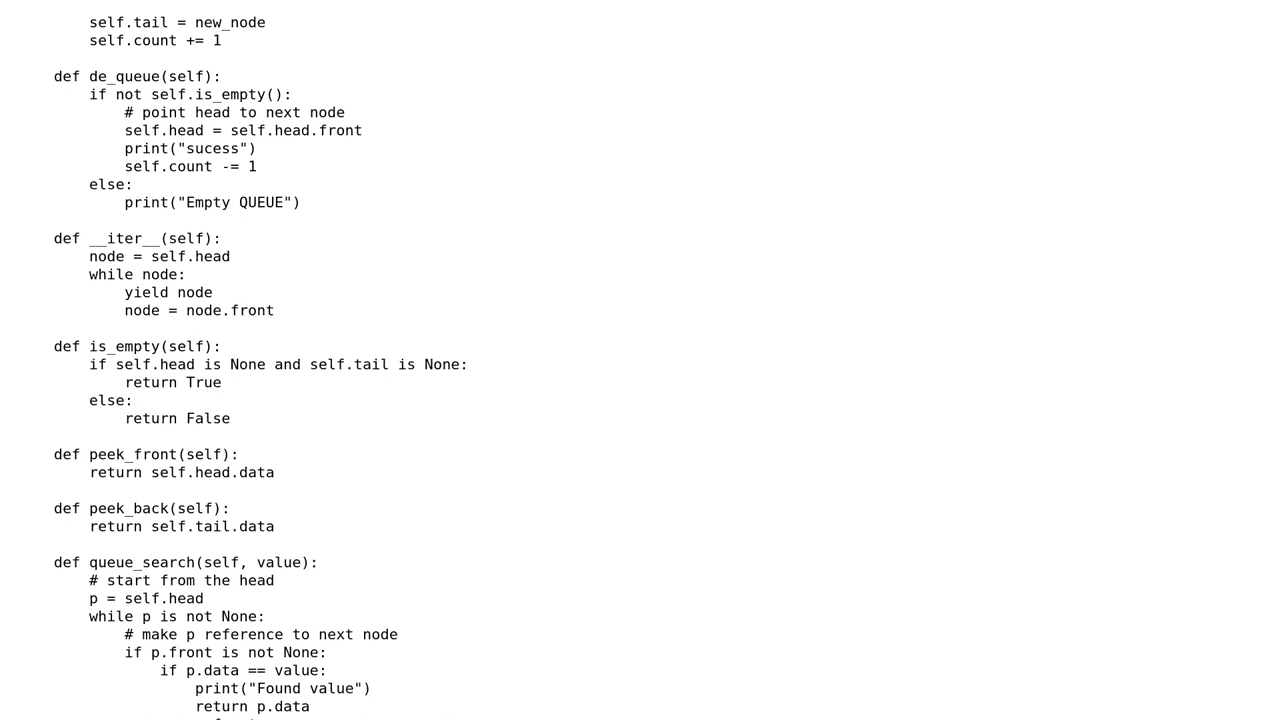 self.tail = new_node
        self.count += 1

    def de_queue(self):
        if not self.is_empty():
            # point head to next node
            self.head = self.head.front
            print("sucess")
            self.count -= 1
        else:
            print("Empty QUEUE")

    def __iter__(self):
        node = self.head
        while node:
            yield node
            node = node.front

    def is_empty(self):
        if self.head is None and self.tail is None:
            return True
        else:
            return False

    def peek_front(self):
        return self.head.data

    def peek_back(self):
        return self.tail.data

    def queue_search(self, value):
        # start from the head
        p = self.head
        while p is not None:
            # make p reference to next node
            if p.front is not None:
                if p.data == value:
                    print("Found value")
                    return p.data